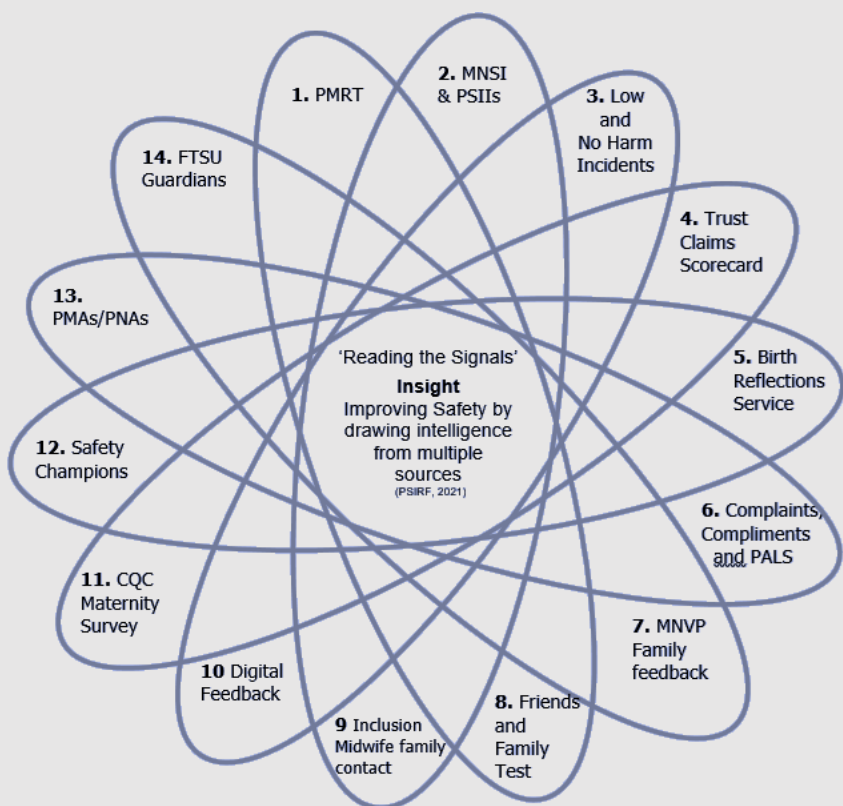 1. PMRT
2. MNSI
& PSIIs
3. Low
and
No Harm
Incidents
4. Trust
Claims
Scorecard
5. Birth
Reflections
Service
6. Complaints,
Compliments
and PALS
7. MNVP
Family
feedback
8. Friends
and
Family
Test
9 Inclusion
Midwife family
contact
10 Digital
Feedback
11. CQC
Maternity
Survey
12. Safety
Champions
13.
PMAs/PNAs
14. FTSU
Guardians
'Reading the Signals'
Insight
Improving Safety by
drawing intelligence
from multiple
sources
(PSIRF, 2021)